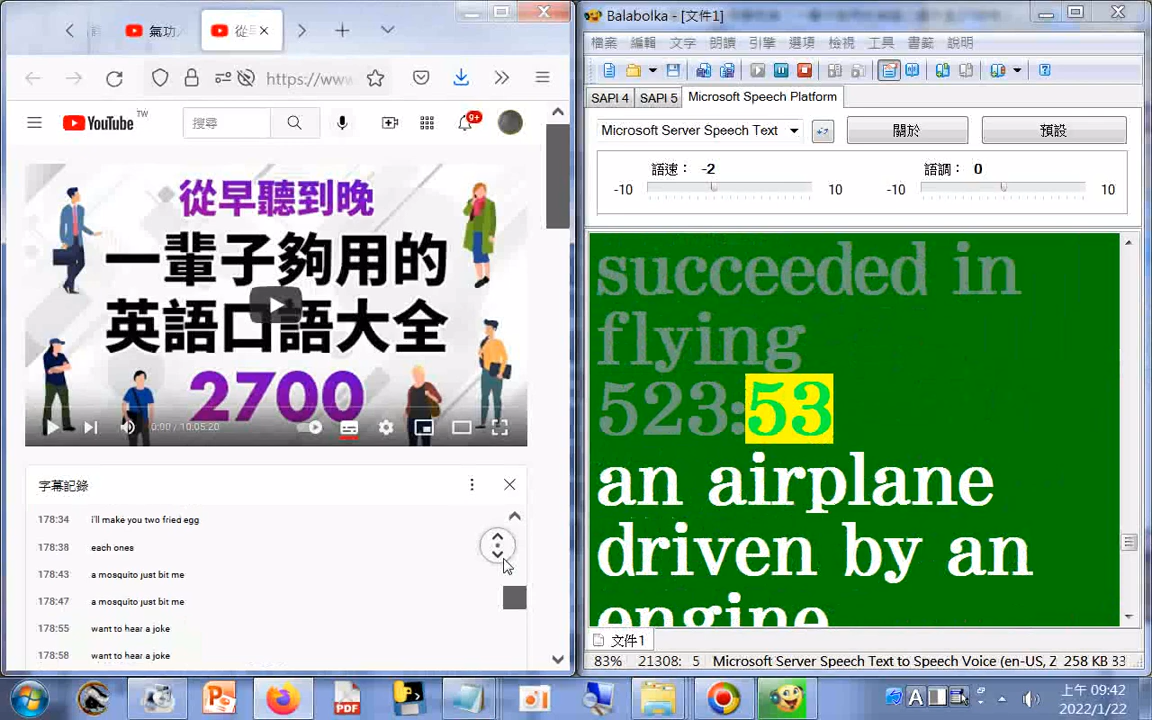 氣功
從
https://www
YouTube TW
搜尋
9+
從早聽到晚
一輩子夠用的
英語口語大全
2700
0:00 / 10:05:20
字幕記錄
178:34 i'll make you two fried egg
178:38 each ones
178:43 a mosquito just bit me
178:47 a mosquito just bit me
178:55 want to hear a joke
178:58 want to hear a joke
Balabolka - [文件1]
檔案 編輯 文字 朗讀 引擎 選項 檢視 工具 書籤 說明
SAPI 4 SAPI 5 Microsoft Speech Platform
Microsoft Server Speech Text 關於 預設
語速： -2 語調： 0
-10 10 -10 10
succeeded in
flying
523:53
an airplane
driven by an
engine
文件1
83% 21308: 5 Microsoft Server Speech Text to Speech Voice (en-US, Z 258 KB 33
PDF
A
上午 09:42
2022/1/22